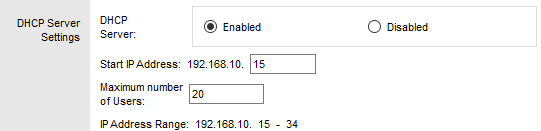 DHCP Server
Settings
DHCP
Server:
Enabled
Disabled
Start IP Address: 192.168.10. 15
Maximum number
of Users:
20
IP Address Range: 192.168.10. 15 - 34